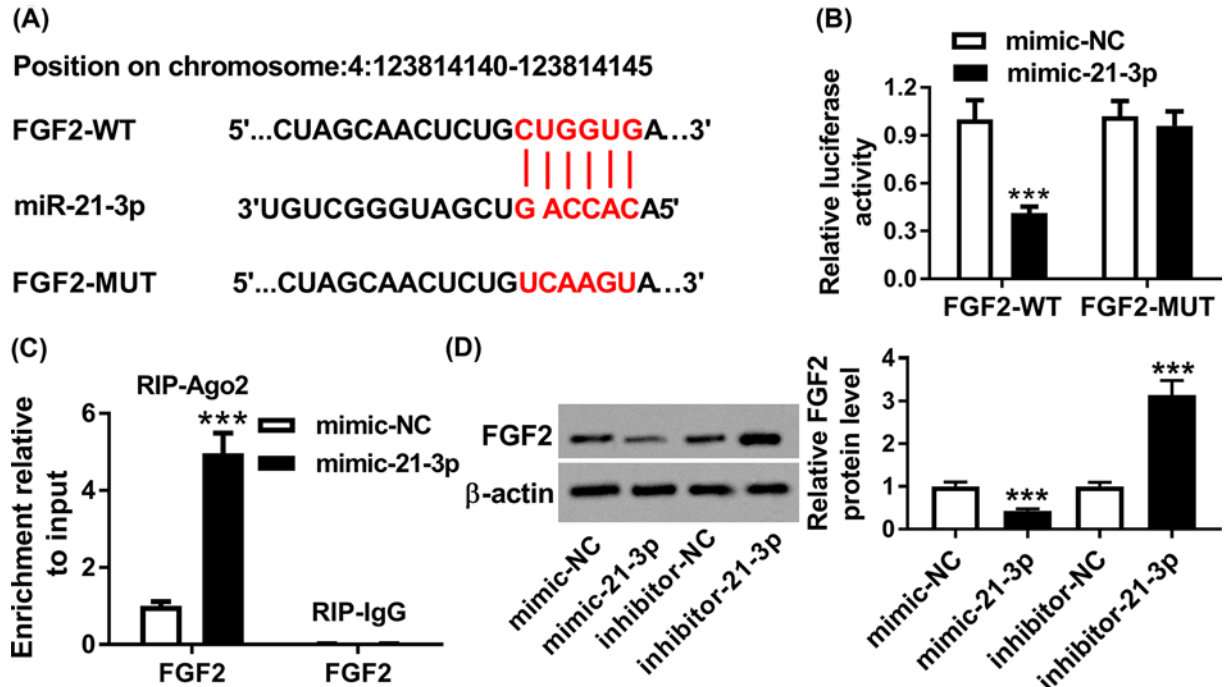 (A)
Position on chromosome:4:123814140-123814145
FGF2-WT 5'...CUAGCAACUCUGCUGGUGA...3'
miR-21-3p 3'UGUCGGGUAGCUGACCACA5'
FGF2-MUT 5'...CUAGCAACUCUGUCAAGUA...3'
(B)
mimic-NC
mimic-21-3p
Relative luciferase
activity
1.2
0.9
0.6
0.3
0.0
***
FGF2-WT FGF2-MUT
(C)
RIP-Ago2
***
mimic-NC
mimic-21-3p
Enrichment relative
to input
6
4
2
0
RIP-IgG
FGF2 FGF2
(D)
FGF2
β-actin
mimic-NC
mimic-21-3p
inhibitor-NC
inhibitor-21-3p
Relative FGF2
protein level
4
3
2
1
0
***
***
mimic-NC
mimic-21-3p
inhibitor-NC
inhibitor-21-3p